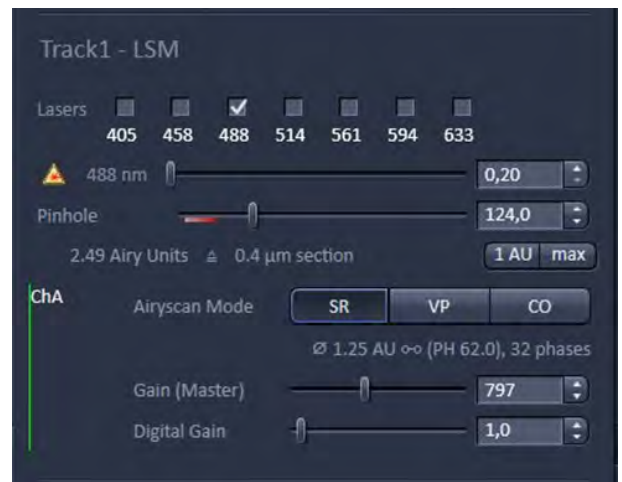 Track1 - LSM
Lasers
405 458 488 514 561 594 633
488 nm 0,20
Pinhole 124,0
2.49 Airy Units ≙ 0.4 µm section 1 AU max
ChA Airyscan Mode SR VP CO
Ø 1.25 AU (PH 62.0), 32 phases
Gain (Master) 797
Digital Gain 1,0